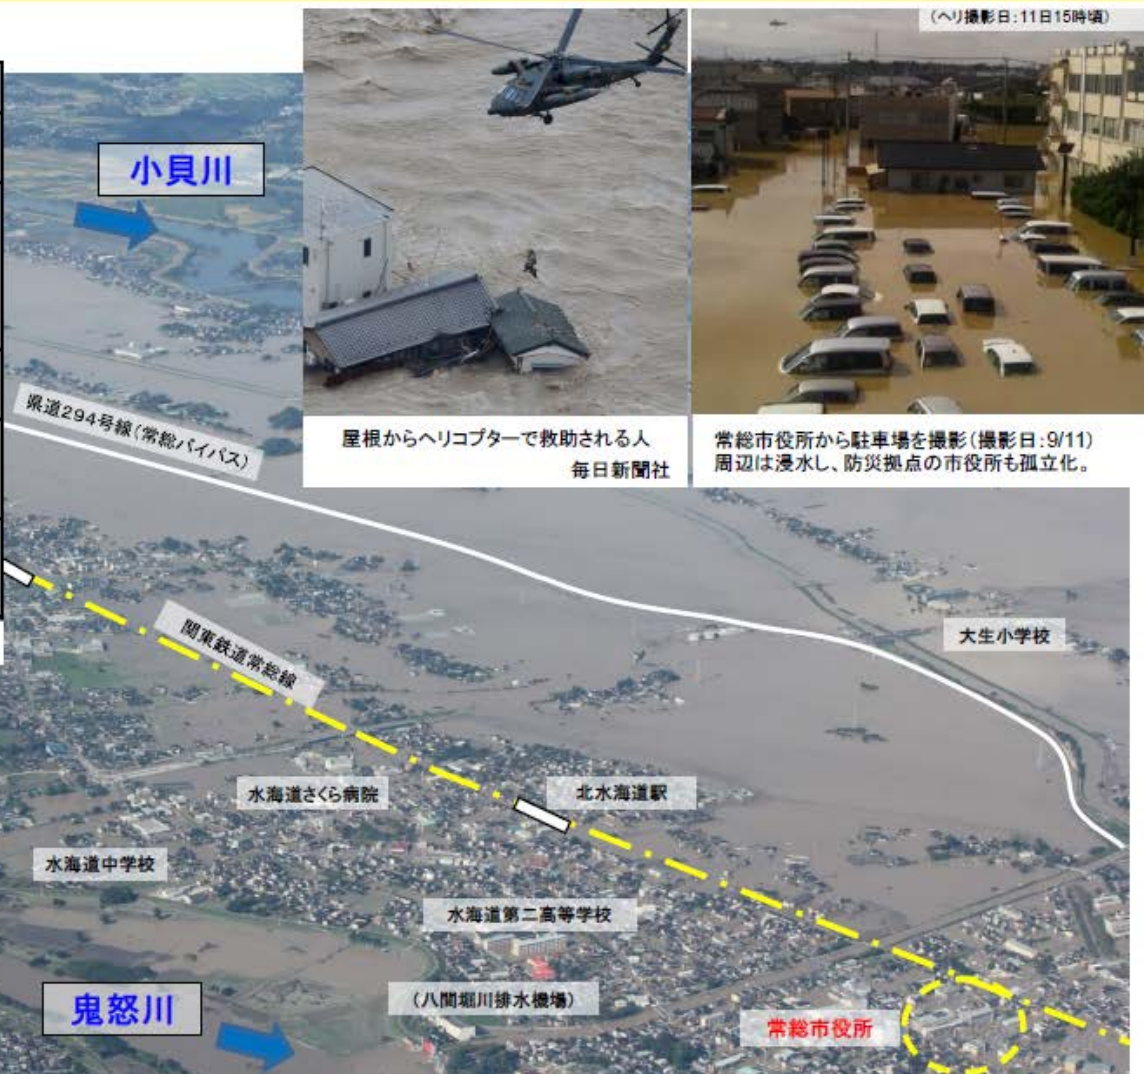 (ヘリ撮影日:11日15時頃)
小貝川
県道294号線(常総バイパス)
屋根からヘリコプターで救助される人
毎日新聞社
常総市役所から駐車場を撮影(撮影日:9/11)
周辺は浸水し、防災拠点の市役所も孤立化。
関東鉄道常総線
大生小学校
水海道さくら病院
北水海道駅
水海道中学校
水海道第二高等学校
鬼怒川
(八間堀川排水機場)
常総市役所